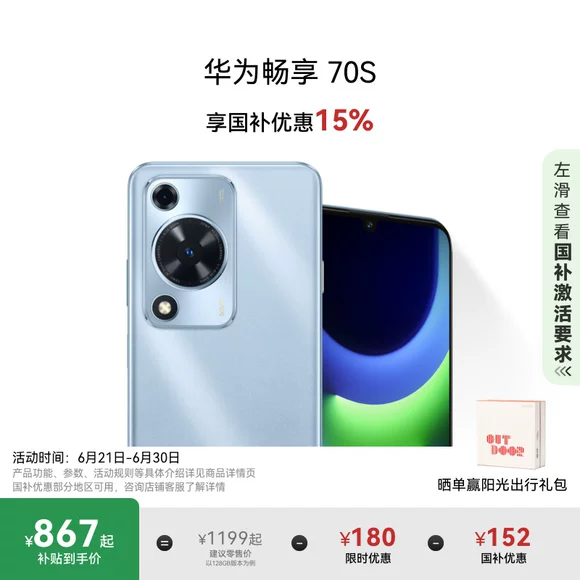 华为畅享 70S
享国补优惠15%
左滑查看国补激活要求
OUT
DOOR
活动时间：6月21日-6月30日
产品功能、参数、活动规则等具体介绍详见商品详情页
国补优惠部分地区可用，咨询店铺客服了解详情
晒单赢阳光出行礼包
¥867起
补贴到手价
=
¥1199起
建议零售价
以128GB版本为例
-
¥180
限时优惠
-
¥152
国补优惠